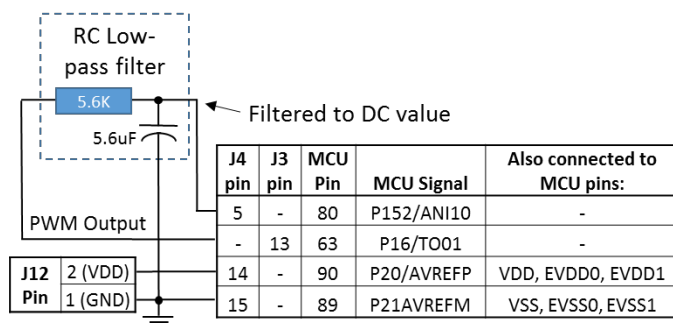 RC Low-
pass filter
5.6K
5.6uF
Filtered to DC value
PWM Output
J4 pin J3 pin MCU Pin MCU Signal Also connected to MCU pins:
5 - 80 P152/ANI10 -
- 13 63 P16/TO01 -
14 - 90 P20/AVREFP VDD, EVDD0, EVDD1
15 - 89 P21AVREFM VSS, EVSS0, EVSS1
J12 Pin
2 (VDD)
1 (GND)